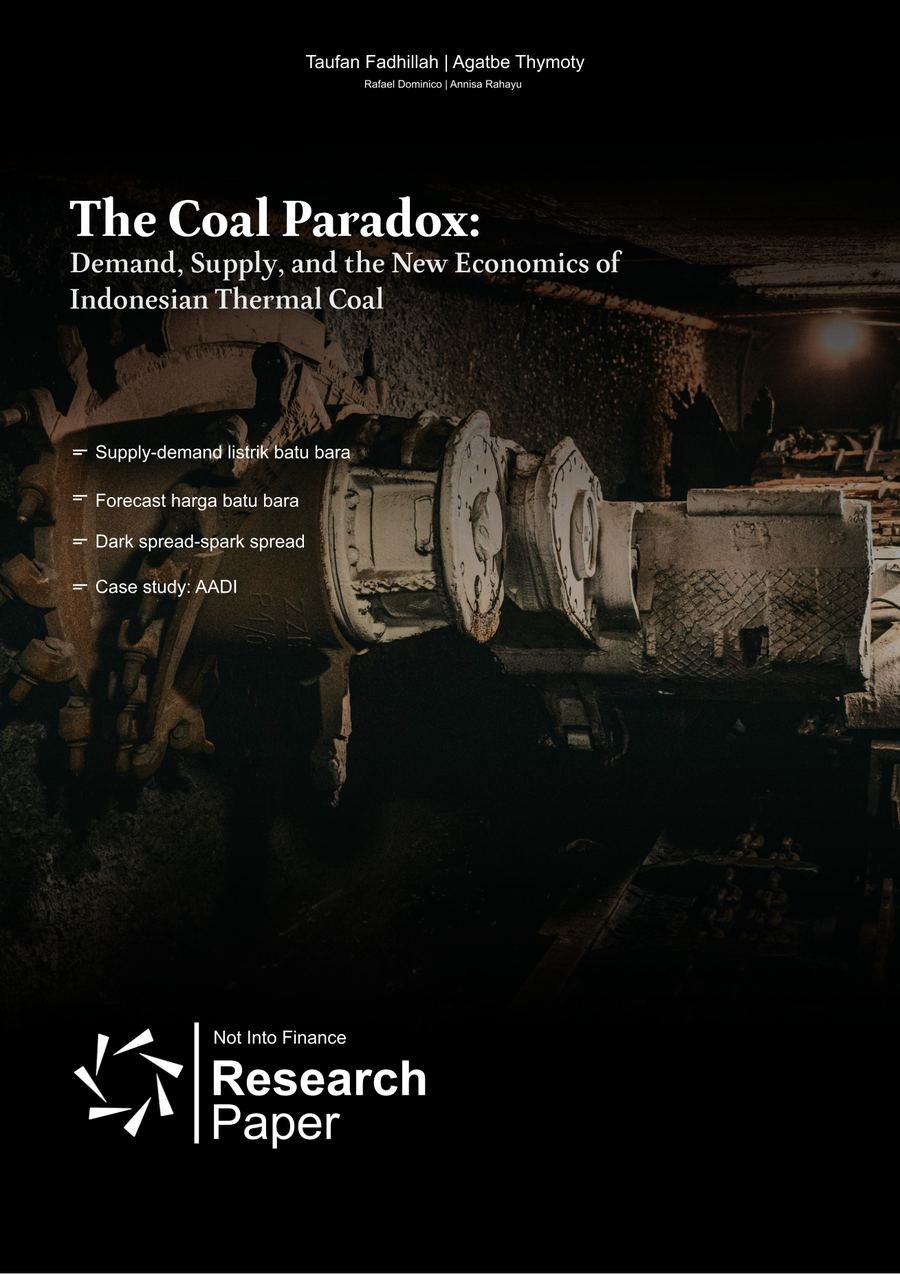 Taufan Fadhillah | Agatbe Thymoty
Rafael Dominico | Annisa Rahayu
The Coal Paradox:
Demand, Supply, and the New Economics of
Indonesian Thermal Coal
Supply-demand listrik batu bara
Forecast harga batu bara
Dark spread-spark spread
Case study: AADI
Not Into Finance
Research
Paper